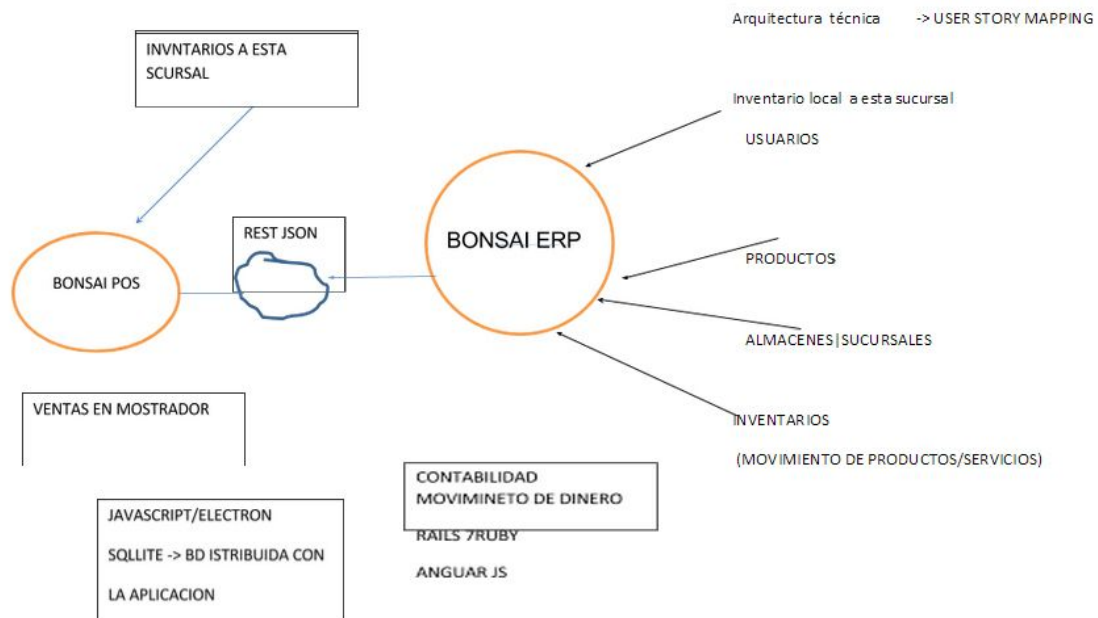 Arquitectura técnica -> USER STORY MAPPING
INVNTARIOS A ESTA
SCURSAL
Inventario local a esta sucursal
USUARIOS
REST JSON
BONSAI ERP
BONSAI POS
PRODUCTOS
ALMACENES|SUCURSALES
VENTAS EN MOSTRADOR
INVENTARIOS
(MOVIMIENTO DE PRODUCTOS/SERVICIOS)
CONTABILIDAD
MOVIMINETO DE DINERO
RAILS 7RUBY
ANGUAR JS
JAVASCRIPT/ELECTRON
SQLLITE -> BD ISTRIBUIDA CON
LA APLICACION